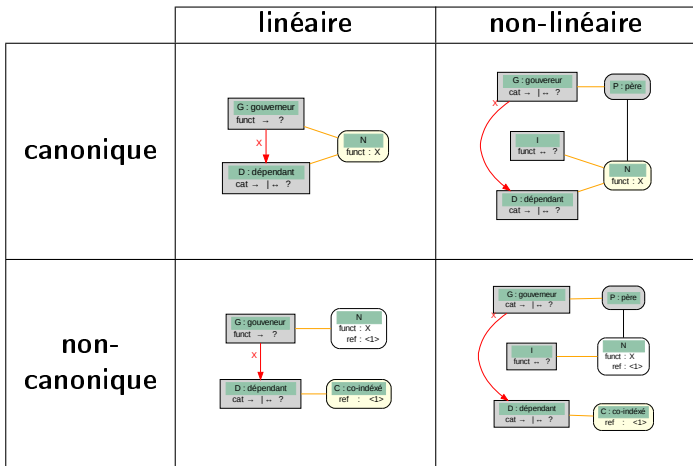 linéaire
non-linéaire
canonique
G : gouverneur
funct → ?
X
N
funct : X
D : dépendant
cat → | ↔ ?
G : gouvereur
cat → | ↔ ?
X
P : père
I
funct ↔ ?
N
funct : X
D : dépendant
cat → | ↔ ?
non-
canonique
G : gouveneur
funct → ?
N
funct : X
ref : <1>
X
D : dépendant
cat → | ↔ ?
C : co-indéxé
ref : <1>
G : gouverneur
cat → | ↔ ?
X
P : père
I
funct ↔ ?
N
funct : X
ref : <1>
D : dépendant
cat → | ↔ ?
C : co-indéxé
ref : <1>